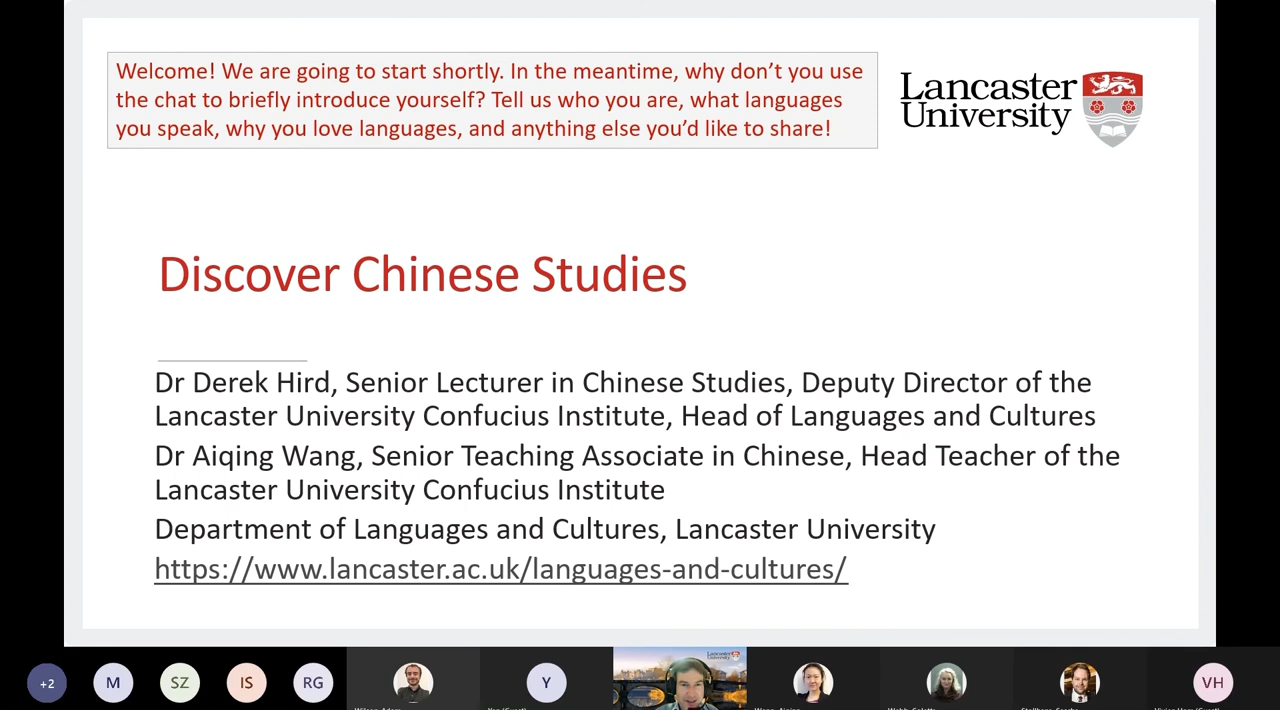 Welcome! We are going to start shortly. In the meantime, why don't you use
the chat to briefly introduce yourself? Tell us who you are, what languages
you speak, why you love languages, and anything else you'd like to share!
Lancaster
University
Discover Chinese Studies
Dr Derek Hird, Senior Lecturer in Chinese Studies, Deputy Director of the
Lancaster University Confucius Institute, Head of Languages and Cultures
Dr Aiqing Wang, Senior Teaching Associate in Chinese, Head Teacher of the
Lancaster University Confucius Institute
Department of Languages and Cultures, Lancaster University
https://www.lancaster.ac.uk/languages-and-cultures/
+2
M
SZ
IS
RG
Y
Lancaster
University
VH